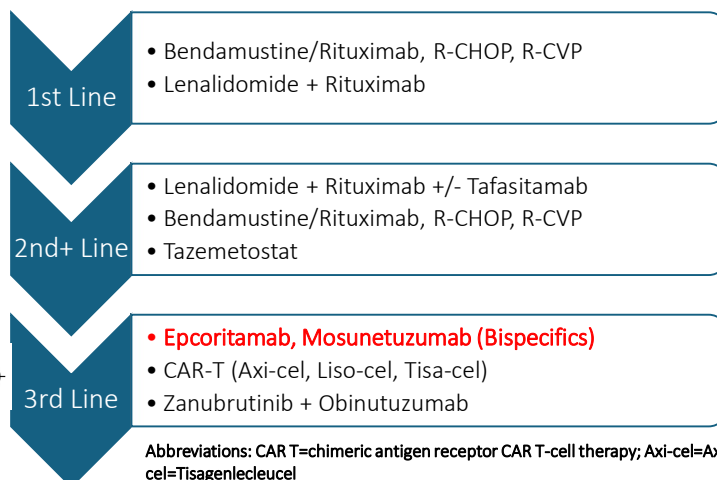 • Bendamustine/Rituximab, R-CHOP, R-CVP
1st Line
• Lenalidomide + Rituximab
• Lenalidomide + Rituximab +/- Tafasitamab
2nd+ Line
• Bendamustine/Rituximab, R-CHOP, R-CVP
• Tazemetostat
• Epcoritamab, Mosunetuzumab (Bispecifics)
+
3rd Line
• CAR-T (Axi-cel, Liso-cel, Tisa-cel)
• Zanubrutinib + Obinutuzumab
Abbreviations: CAR T=chimeric antigen receptor CAR T-cell therapy; Axi-cel=Ax
cel=Tisagenlecleucel